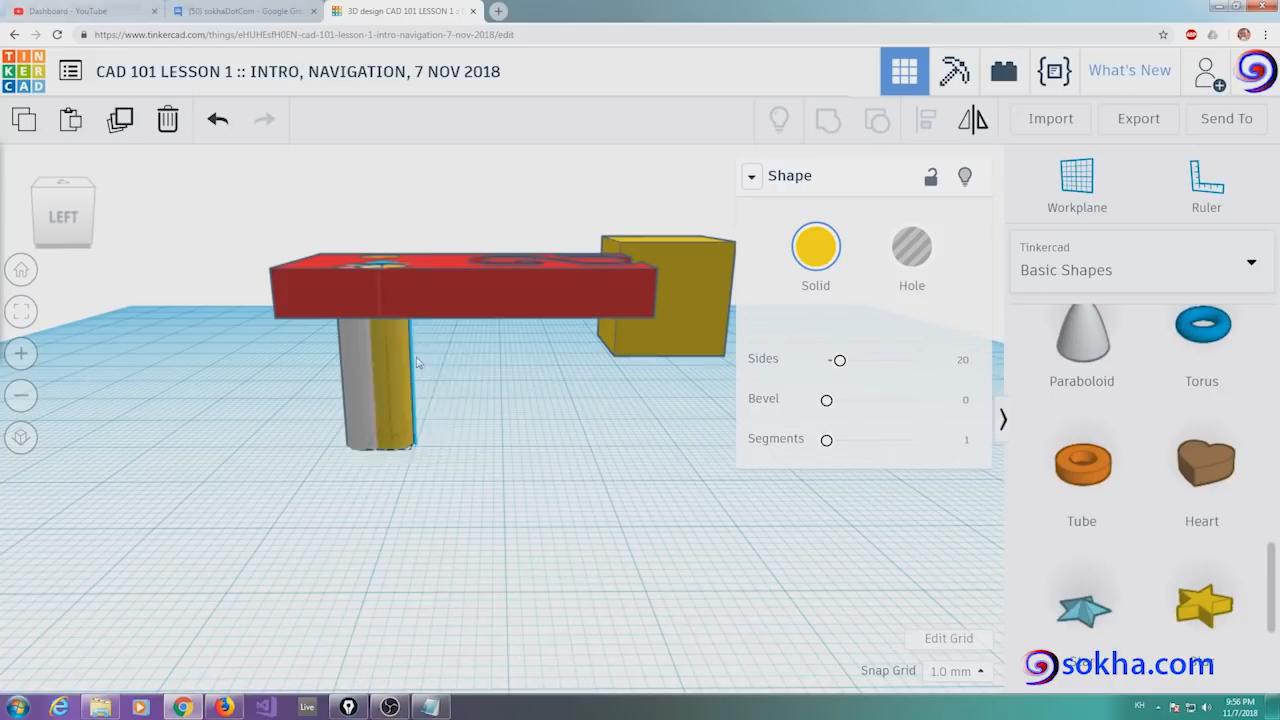 Dashboard - YouTube
(50) sokhaDotCom - Google Gro
3D design CAD 101 LESSON 1 ::
https://www.tinkercad.com/things/eHUHEsfH0EN-cad-101-lesson-1-intro-navigation-7-nov-2018/edit
TIN
KER
CAD
CAD 101 LESSON 1 :: INTRO, NAVIGATION, 7 NOV 2018
What's New
Import
Export
Send To
LEFT
Shape
Solid
Hole
Sides
20
Bevel
0
Segments
1
Workplane
Ruler
Tinkercad
Basic Shapes
Paraboloid
Torus
Tube
Heart
Edit Grid
Snap Grid
1.0 mm
sokha.com
Live
KH
9:56 PM
11/7/2018